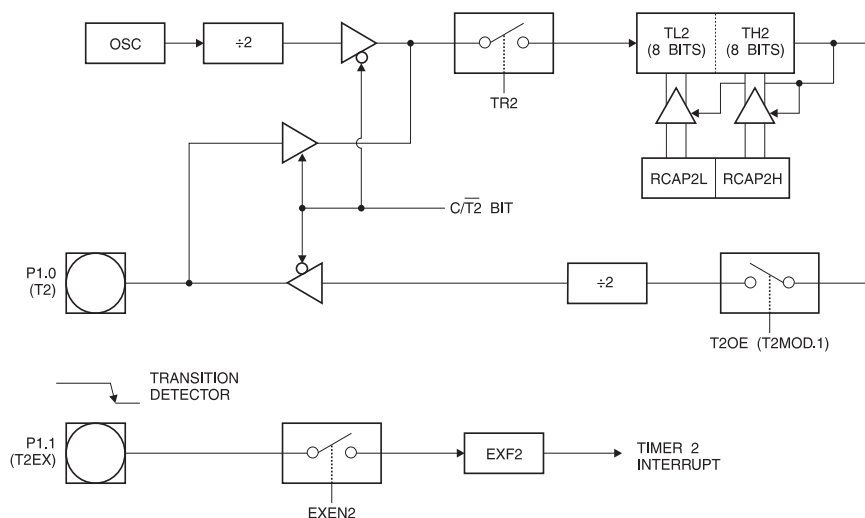 OSC
÷2
TR2
TL2
(8 BITS)
TH2
(8 BITS)
RCAP2L
RCAP2H
C/T2 BIT
P1.0
(T2)
÷2
T2OE (T2MOD.1)
TRANSITION
DETECTOR
P1.1
(T2EX)
EXEN2
EXF2
TIMER 2
INTERRUPT